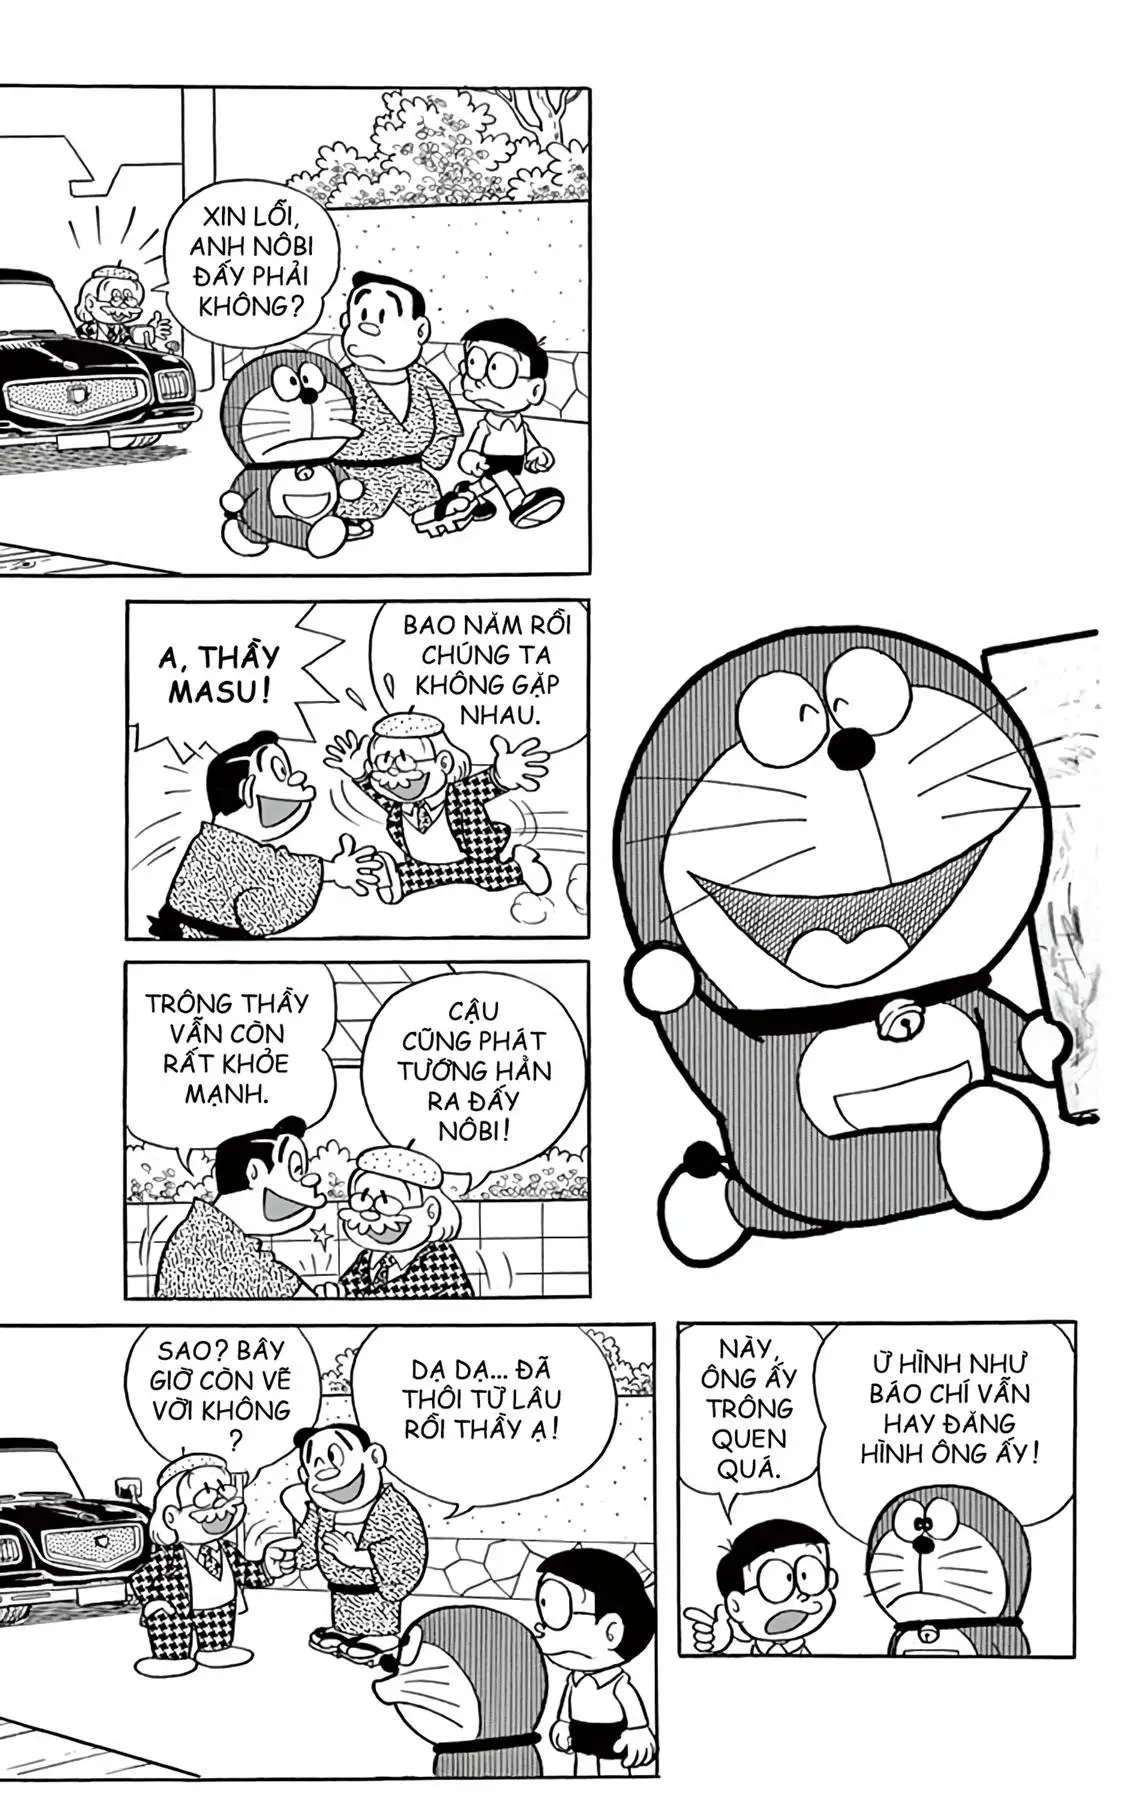 XIN LỖI,
ANH NÔBI
ĐẤY PHẢI
KHÔNG?
A, THẦY
MASU!
BAO NĂM RỒI
CHÚNG TA
KHÔNG GẶP
NHAU.
TRÔNG THẦY
VẪN CÒN
RẤT KHỎE
MẠNH.
CẬU
CŨNG PHÁT
TƯỚNG HẲN
RA ĐẤY
NÔBI!
SAO? BÂY
GIỜ CÒN VẼ
VỜI KHÔNG
?
DẠ DẠ... ĐÃ
THÔI TỪ LÂU
RỒI THẦY Ạ!
NÀY,
ÔNG ẤY
TRÔNG
QUEN
QUÁ.
Ừ HÌNH NHƯ
BÁO CHÍ VẪN
HAY ĐĂNG
HÌNH ÔNG ẤY!